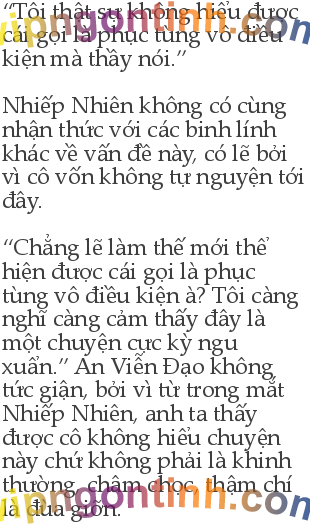 “Tôi thật sự không hiểu được
cái gọi là phục tùng vô điều
kiện mà thầy nói.”
Nhiếp Nhiên không có cùng
nhận thức với các binh lính
khác về vấn đề này, có lẽ bởi
vì cô vốn không tự nguyện tới
đây.
“Chẳng lẽ làm thế mới thể
hiện được cái gọi là phục
tùng vô điều kiện à? Tôi càng
nghĩ càng cảm thấy đây là
một chuyện cực kỳ ngu
xuẩn.” An Viễn Đạo không
tức giận, bởi vì từ trong mắt
Nhiếp Nhiên, anh ta thấy
được cô không hiểu chuyện
này chứ không phải là khinh
thường, châm chọc, thậm chí
là đùa giỡn.
vipngontinh.com
vipngontinh.com